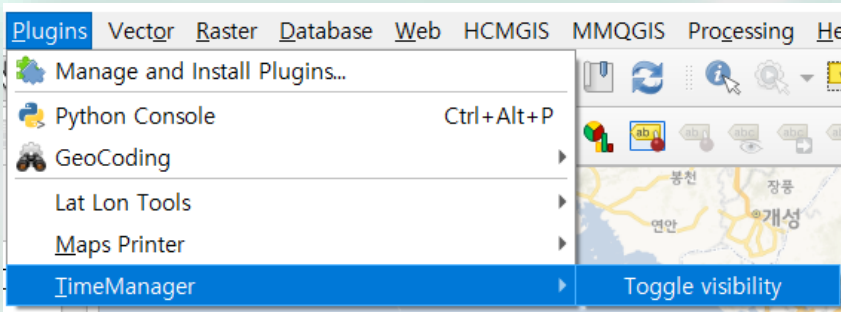 Plugins Vector Raster Database Web HCMGIS MMQGIS Processing
Manage and Install Plugins...
Python Console Ctrl+Alt+P
GeoCoding
Lat Lon Tools
Maps Printer
TimeManager
Toggle visibility
봉천
장풍
연안
개성